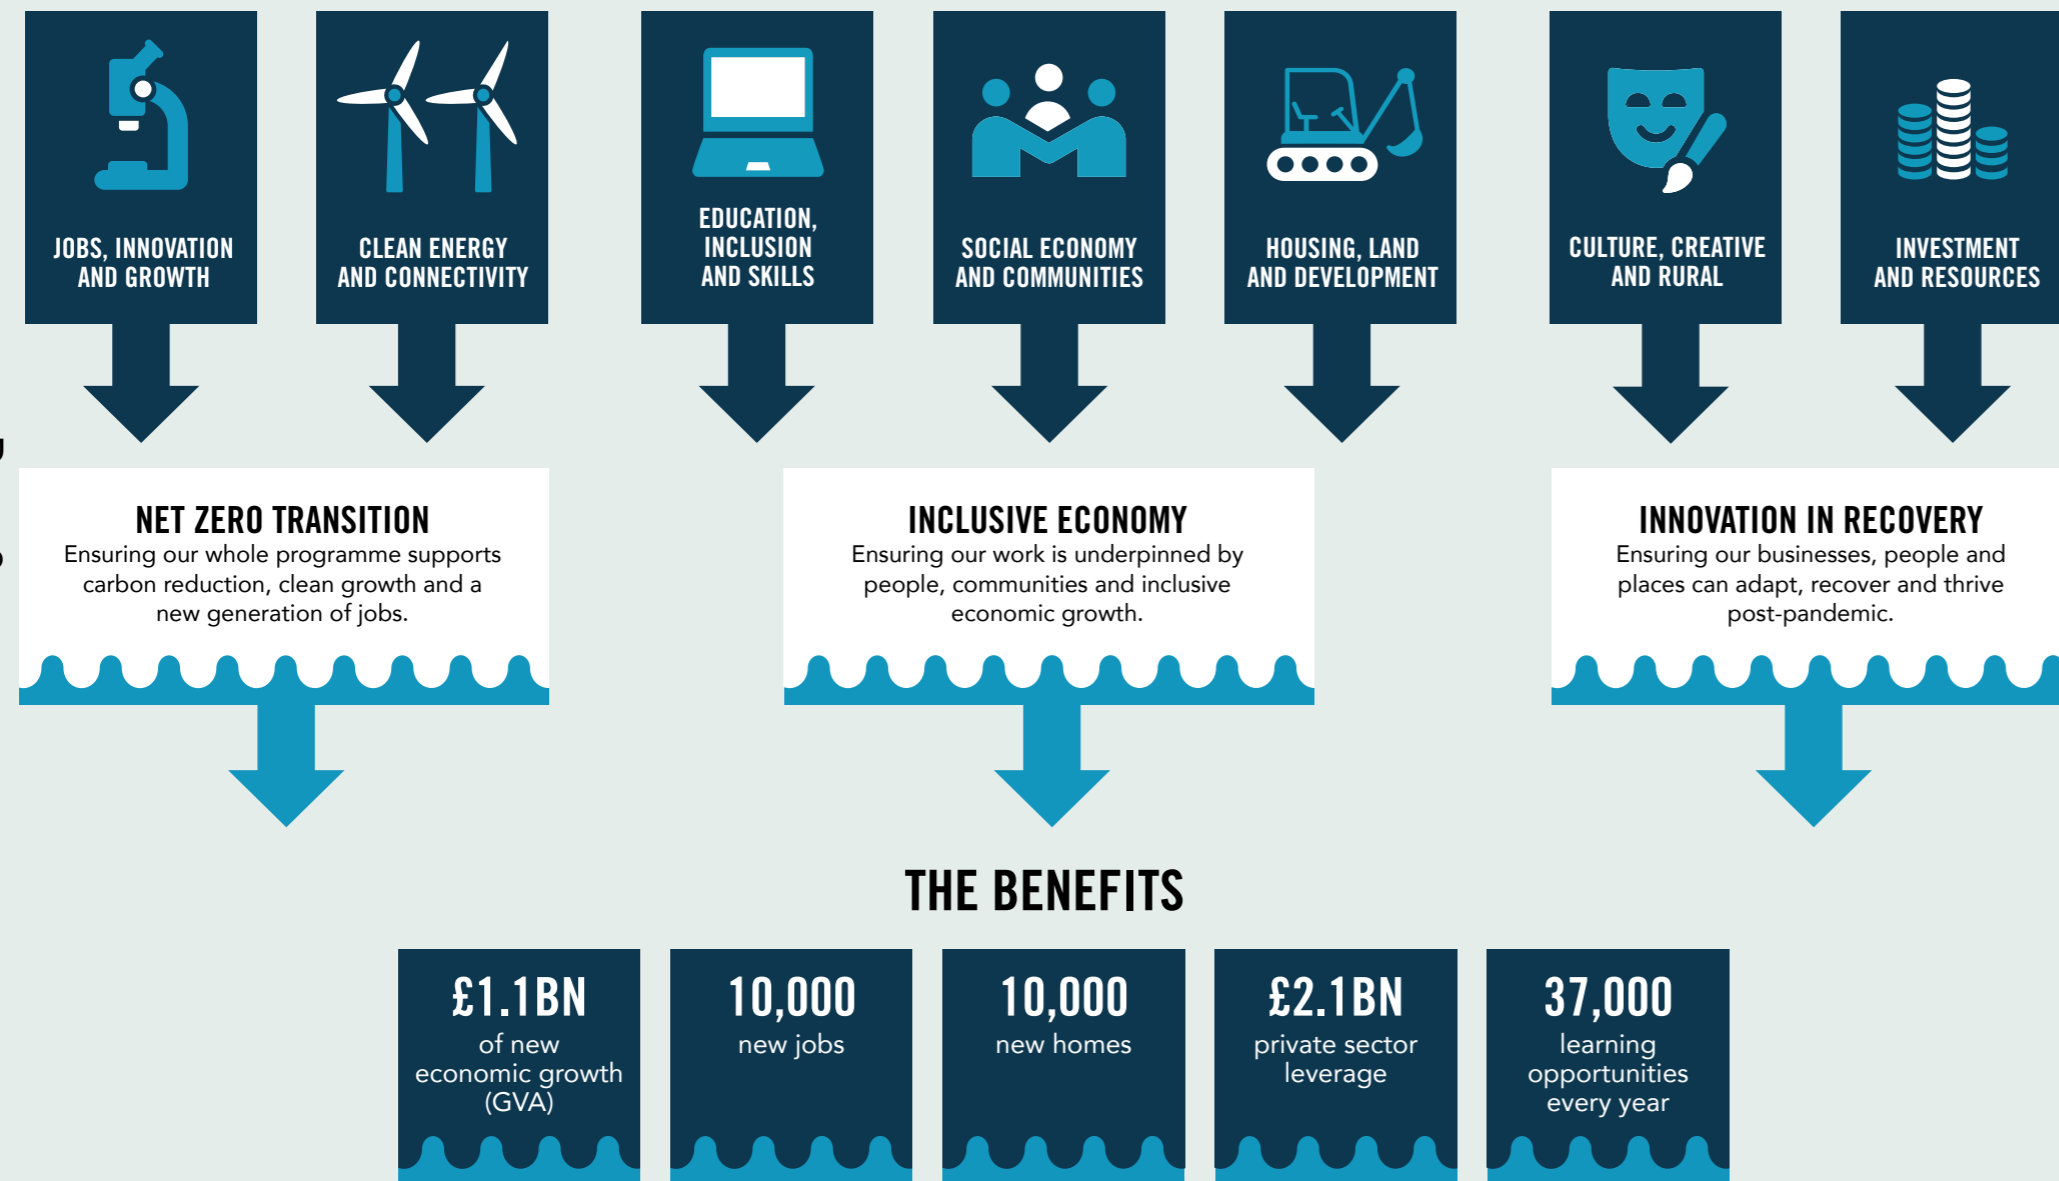 JOBS, INNOVATION
AND GROWTH
CLEAN ENERGY
AND CONNECTIVITY
EDUCATION,
INCLUSION
AND SKILLS
SOCIAL ECONOMY
AND COMMUNITIES
HOUSING, LAND
AND DEVELOPMENT
CULTURE, CREATIVE
AND RURAL
INVESTMENT
AND RESOURCES
NET ZERO TRANSITION
Ensuring our whole programme supports
carbon reduction, clean growth and a
new generation of jobs.
INCLUSIVE ECONOMY
Ensuring our work is underpinned by
people, communities and inclusive
economic growth.
INNOVATION IN RECOVERY
Ensuring our businesses, people and
places can adapt, recover and thrive
post-pandemic.
THE BENEFITS
£1.1BN
of new
economic growth
(GVA)
10,000
new jobs
10,000
new homes
£2.1BN
private sector
leverage
37,000
learning
opportunities
every year